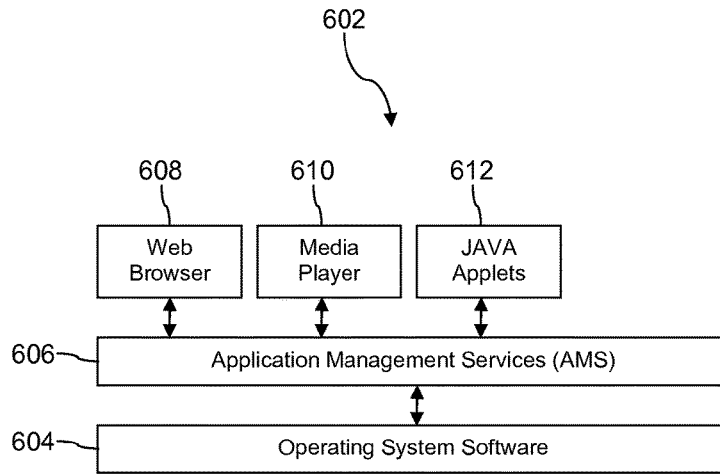 602
608
610
612
Web
Browser
Media
Player
JAVA
Applets
606
Application Management Services (AMS)
604
Operating System Software